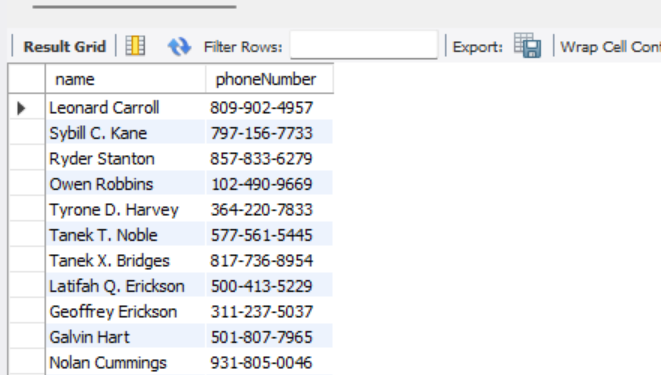 Result Grid Filter Rows: Export: Wrap Cell Con
name phoneNumber
Leonard Carroll 809-902-4957
Sybill C. Kane 797-156-7733
Ryder Stanton 857-833-6279
Owen Robbins 102-490-9669
Tyrone D. Harvey 364-220-7833
Tanek T. Noble 577-561-5445
Tanek X. Bridges 817-736-8954
Latifah Q. Erickson 500-413-5229
Geoffrey Erickson 311-237-5037
Galvin Hart 501-807-7965
Nolan Cummings 931-805-0046